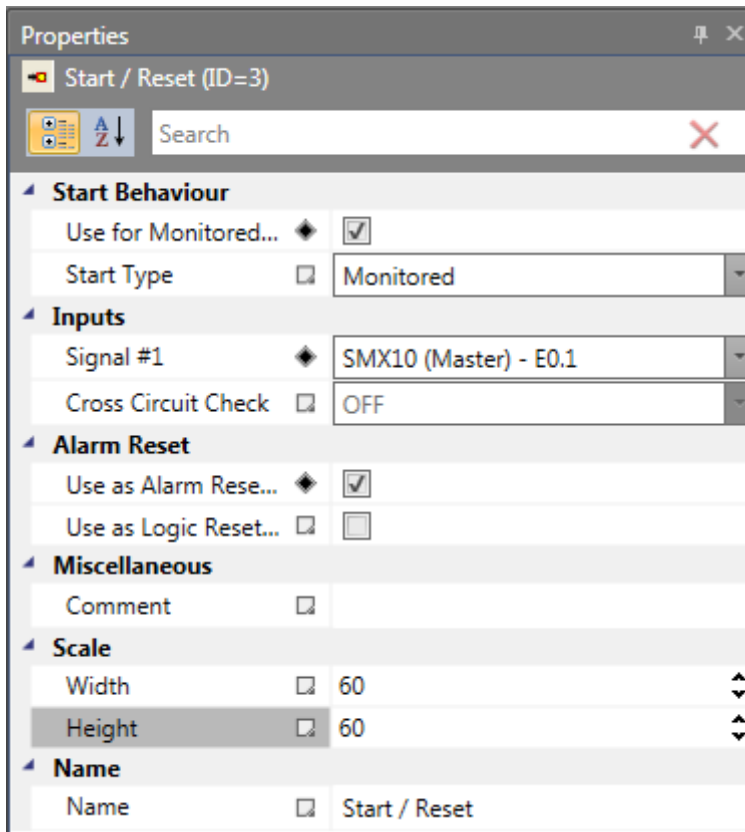 Properties
Start / Reset (ID=3)
Search
Start Behaviour
Use for Monitored...
Start Type Monitored
Inputs
Signal #1 SMX10 (Master) - E0.1
Cross Circuit Check OFF
Alarm Reset
Use as Alarm Rese...
Use as Logic Reset...
Miscellaneous
Comment
Scale
Width 60
Height 60
Name
Name Start / Reset